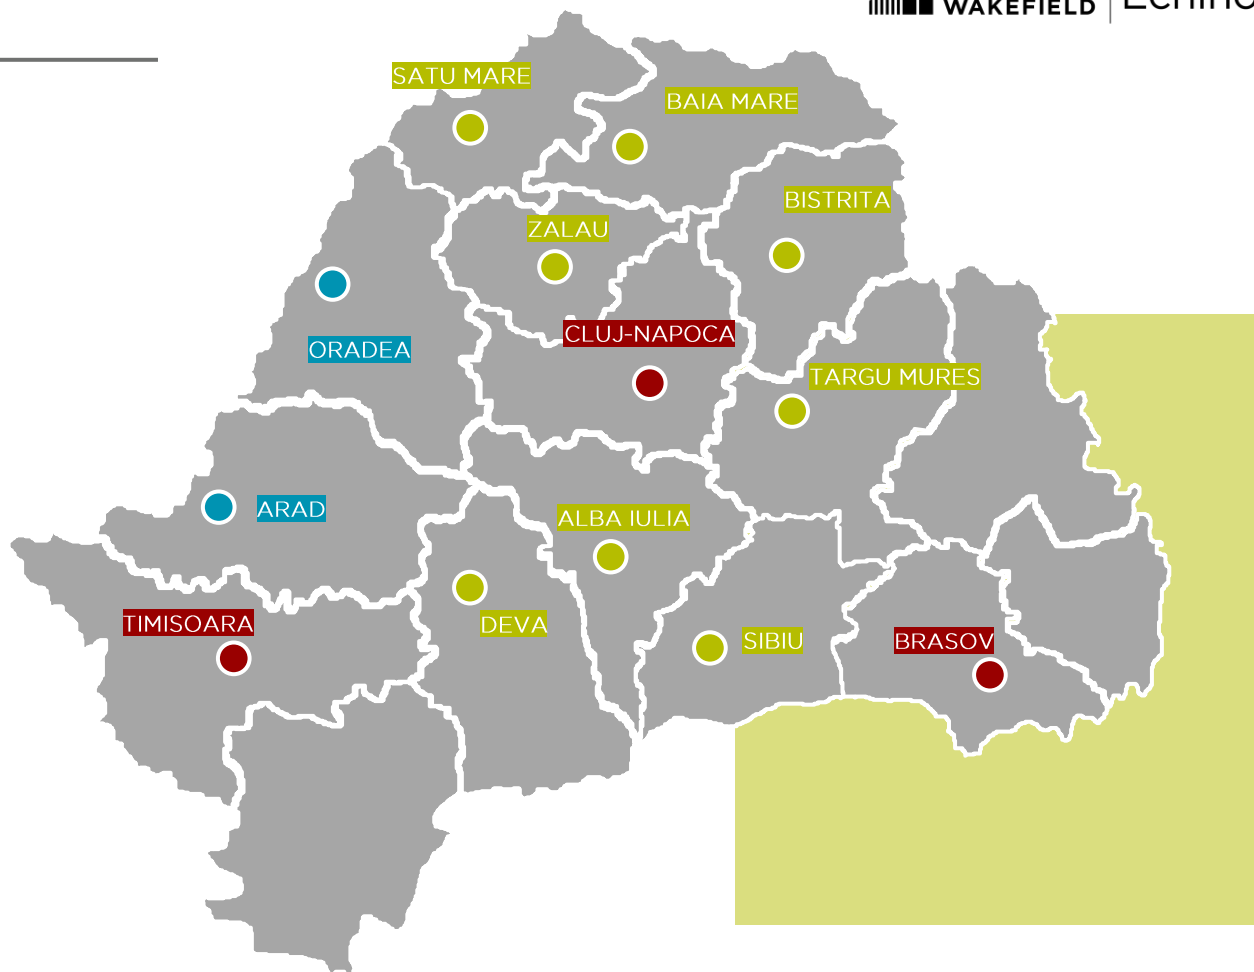 WAKEFIELD
SATU MARE
BAIA MARE
BISTRITA
ZALAU
CLUJ-NAPOCA
ORADEA
TARGU MURES
ARAD
ALBA IULIA
TIMISOARA
DEVA
SIBIU
BRASOV